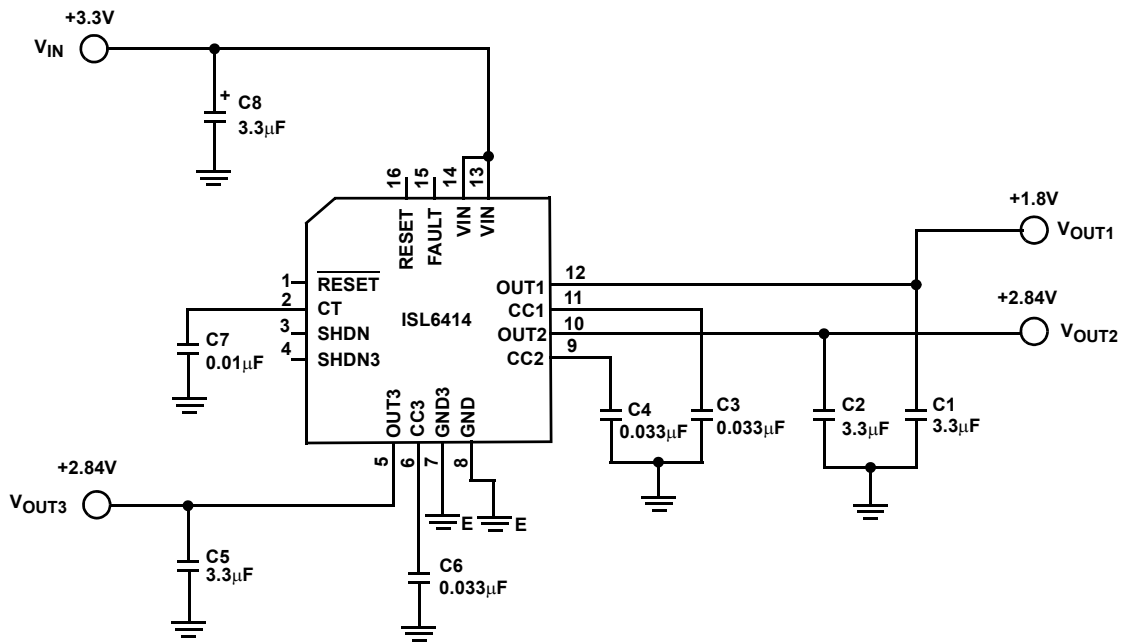 +3.3V
VIN
+ C8
3.3µF
16 15 14 13
RESET FAULT VIN VIN
+1.8V
VOUT1
1 RESET
2 CT
3 SHDN
4 SHDN3
ISL6414
OUT1 12
CC1 11
OUT2 10
CC2 9
+2.84V
VOUT2
C7
0.01µF
OUT3 CC3 GND3 GND
5 6 7 8
C4
0.033µF
C3
0.033µF
C2
3.3µF
C1
3.3µF
+2.84V
VOUT3
E
E
C5
3.3µF
C6
0.033µF